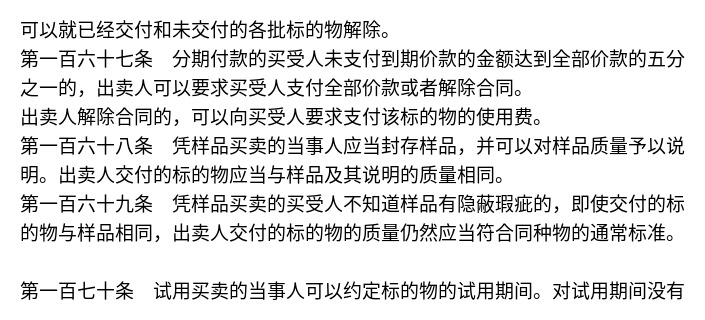 可以就已经交付和未交付的各批标的物解除。
第一百六十七条　分期付款的买受人未支付到期价款的金额达到全部价款的五分
之一的，出卖人可以要求买受人支付全部价款或者解除合同。
出卖人解除合同的，可以向买受人要求支付该标的物的使用费。
第一百六十八条　凭样品买卖的当事人应当封存样品，并可以对样品质量予以说
明。出卖人交付的标的物应当与样品及其说明的质量相同。
第一百六十九条　凭样品买卖的买受人不知道样品有隐蔽瑕疵的，即使交付的标
的物与样品相同，出卖人交付的标的物的质量仍然应当符合同种物的通常标准。
第一百七十条　试用买卖的当事人可以约定标的物的试用期间。对试用期间没有